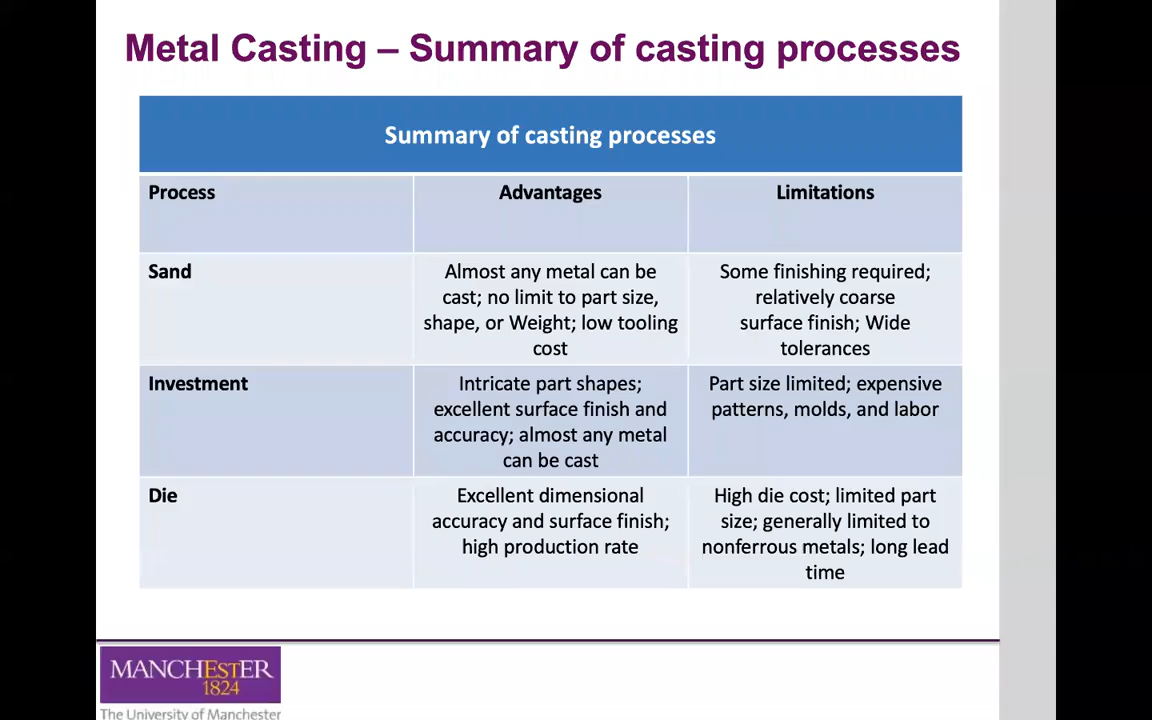 Metal Casting – Summary of casting processes
Summary of casting processes
Process
Advantages
Limitations
Sand
Almost any metal can be
cast; no limit to part size,
shape, or Weight; low tooling
cost
Some finishing required;
relatively coarse
surface finish; Wide
tolerances
Investment
Intricate part shapes;
excellent surface finish and
accuracy; almost any metal
can be cast
Part size limited; expensive
patterns, molds, and labor
Die
Excellent dimensional
accuracy and surface finish;
high production rate
High die cost; limited part
size; generally limited to
nonferrous metals; long lead
time
MANCHESTER
1824
The University of Manchester